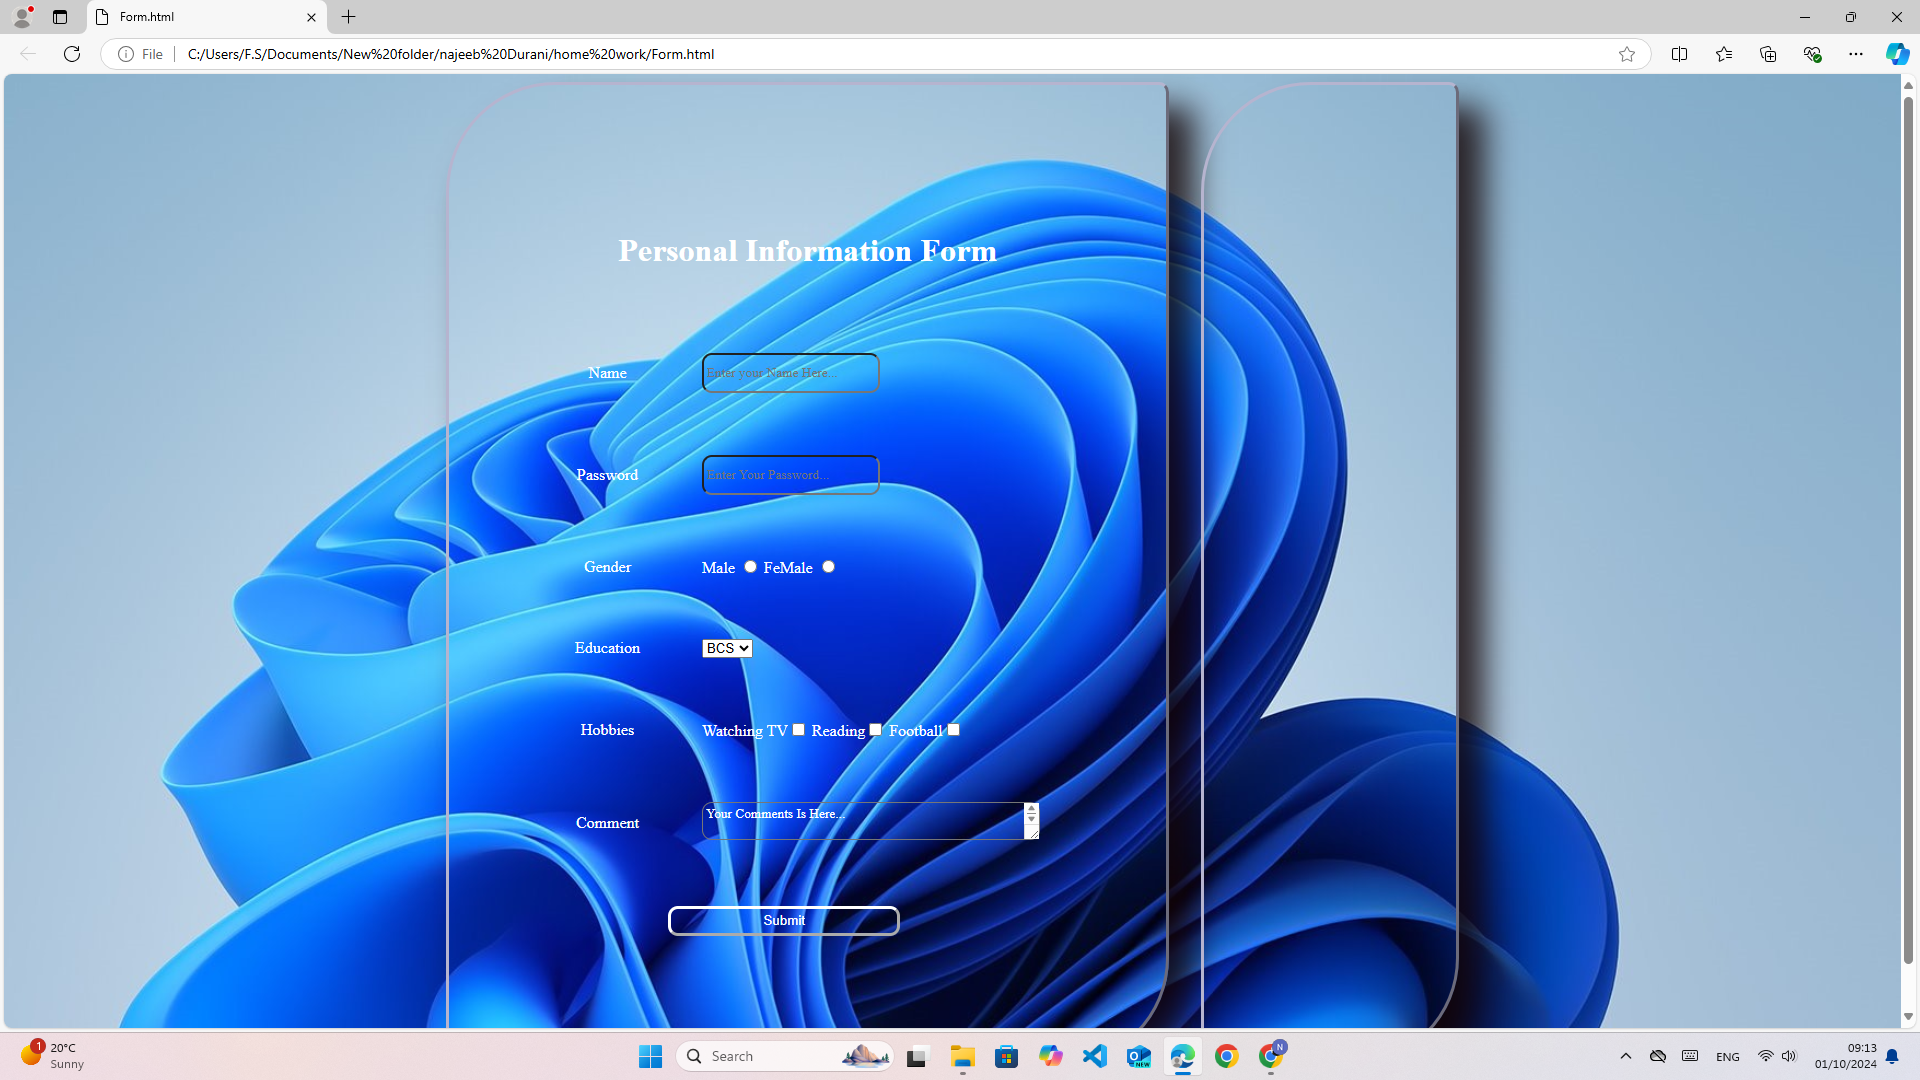 Form.html
File
C:/Users/F.S/Documents/New%20folder/najeeb%20Durani/home%20work/Form.html
Personal Information Form
Name
Enter your Name Here...
Password
Enter Your Password...
Gender
Male FeMale
Education
BCS
Hobbies
Watching TV Reading Football
Comment
Your Comments Is Here...
Submit
1
20°C
Sunny
Search
NEW
N
ENG
09:13
01/10/2024